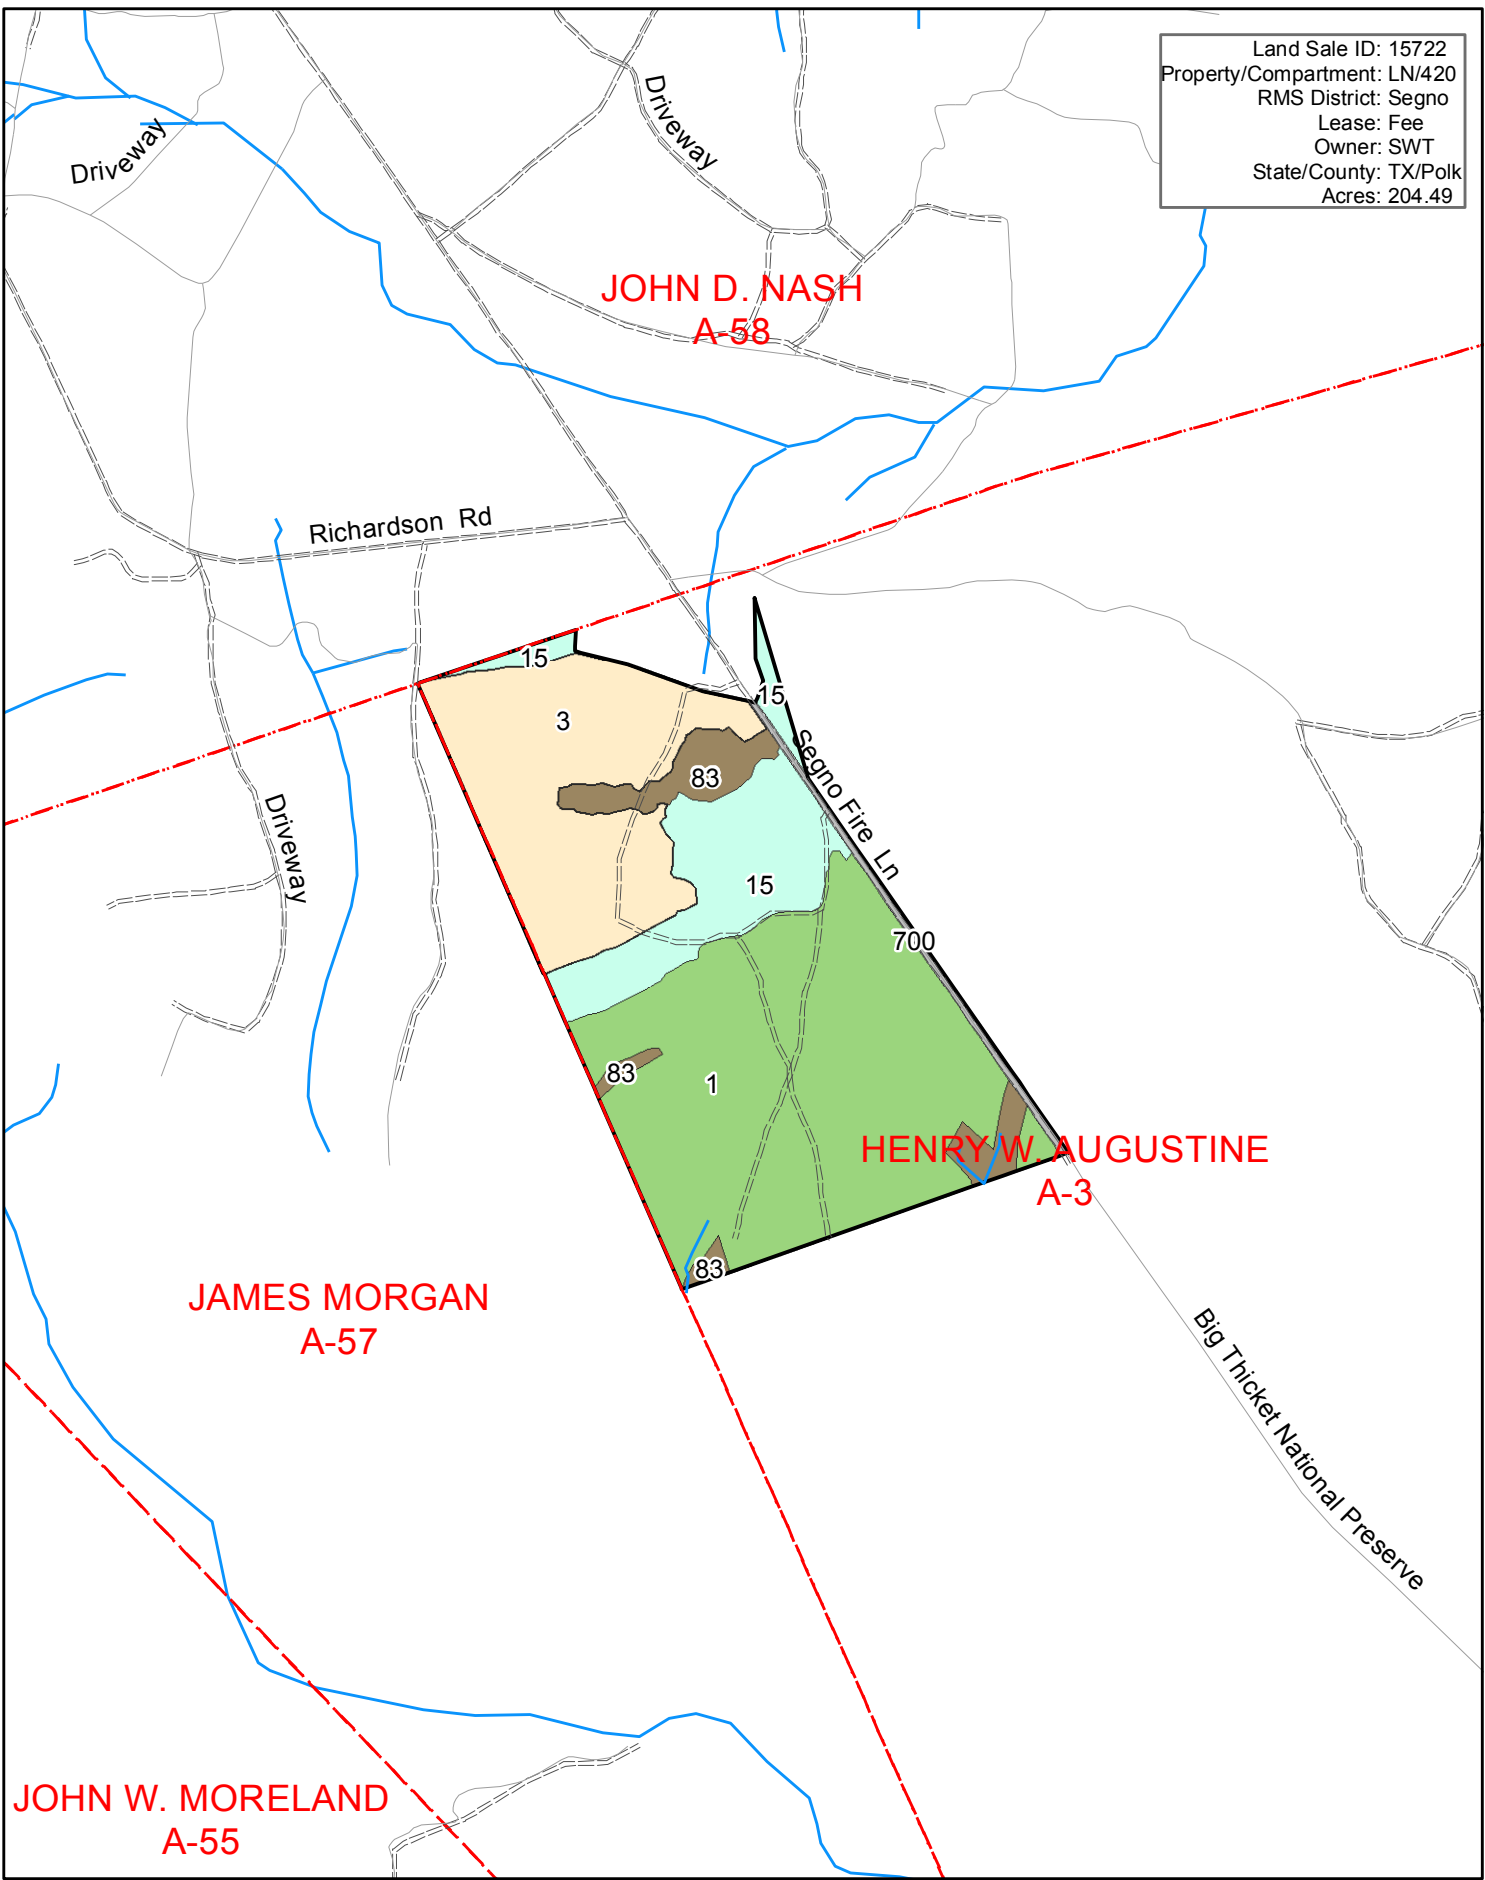 Land Sale ID: 15722
Property/Compartment: LN/420
RMS District: Segno
Lease: Fee
Owner: SWT
State/County: TX/Polk
Acres: 204.49
Driveway
Driveway
JOHN D. NASH
A-58
Richardson Rd
15
15
3
83
Segno Fire Ln
Driveway
15
700
83
1
HENRY W. AUGUSTINE
A-3
83
JAMES MORGAN
A-57
Big Thicket National Preserve
JOHN W. MORELAND
A-55